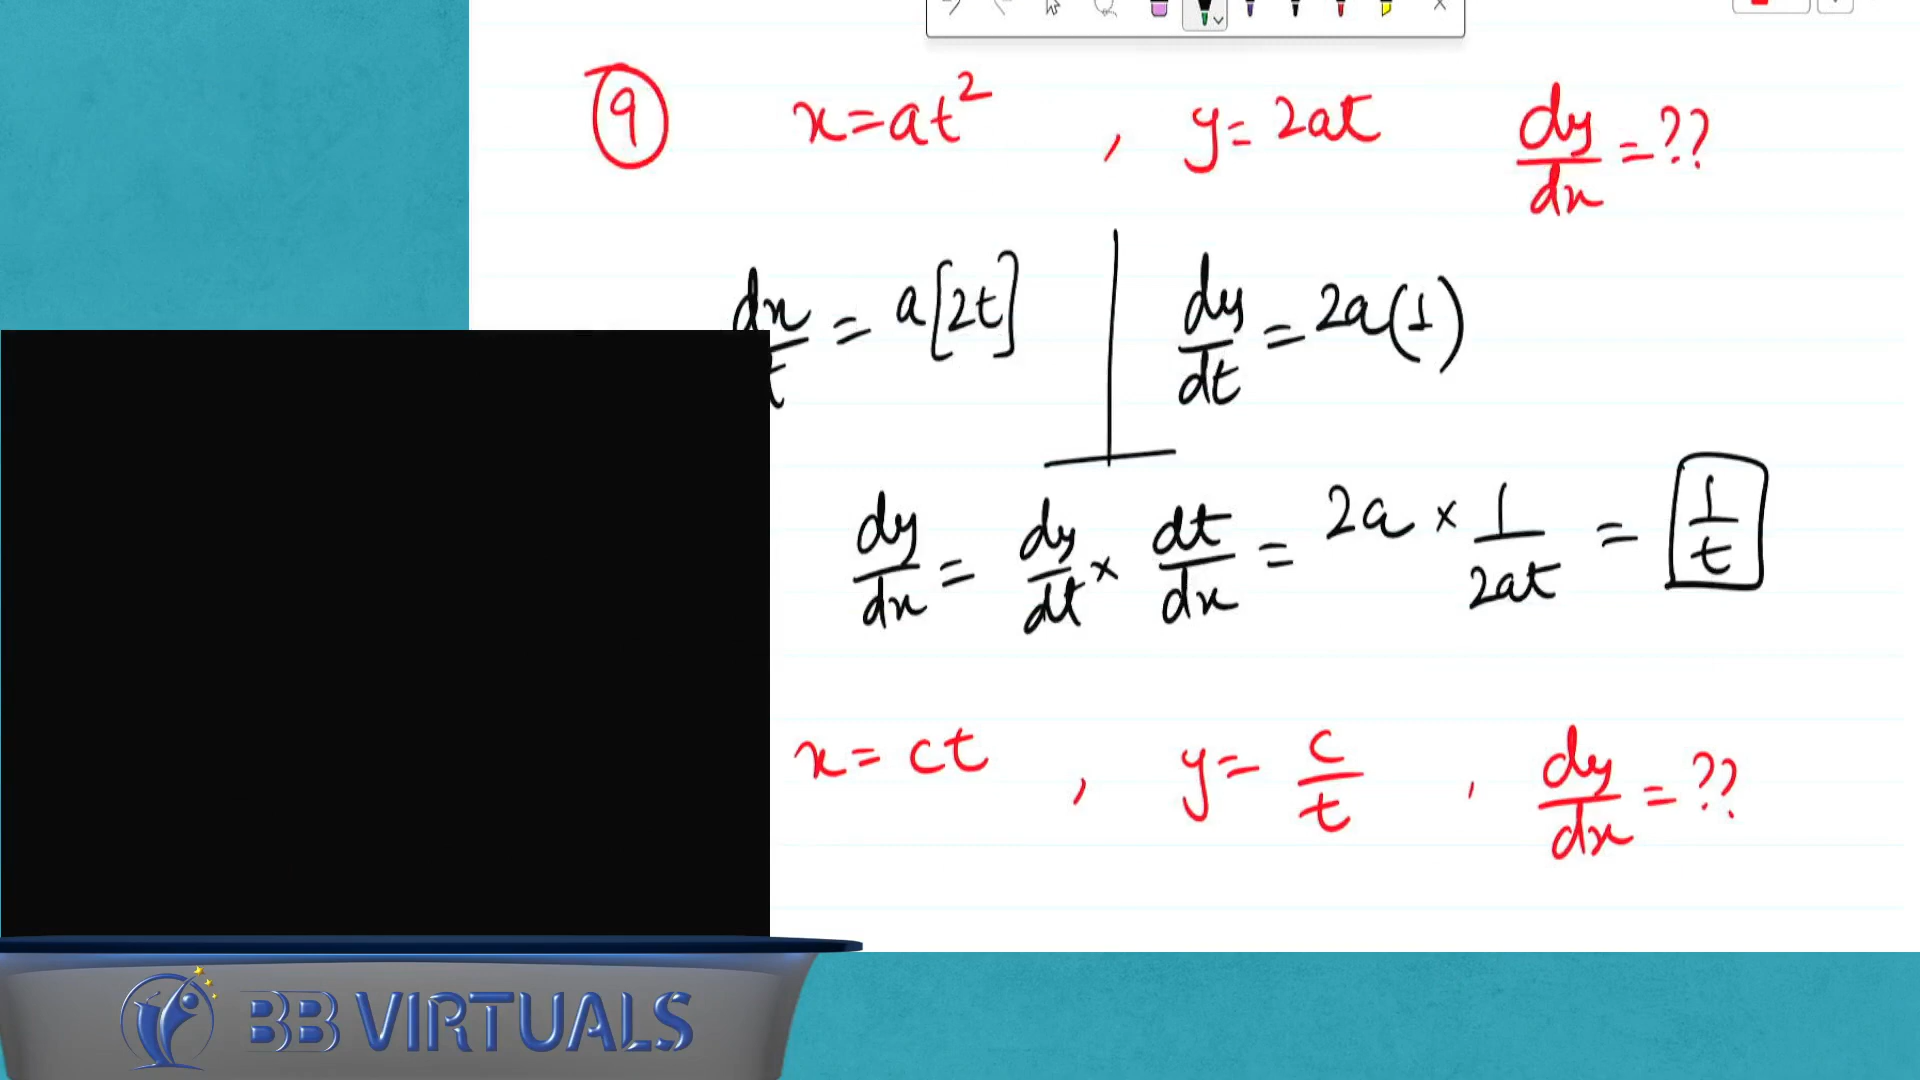 9 x=at² , y=2at dy/dx=??
dx/t = a[2t] dy/dt = 2a(1)
dy/dx = dy/dt × dt/dx = 2a × 1/2at = 1/t
x=ct , y=c/t , dy/dx=??
BB VIRTUALS